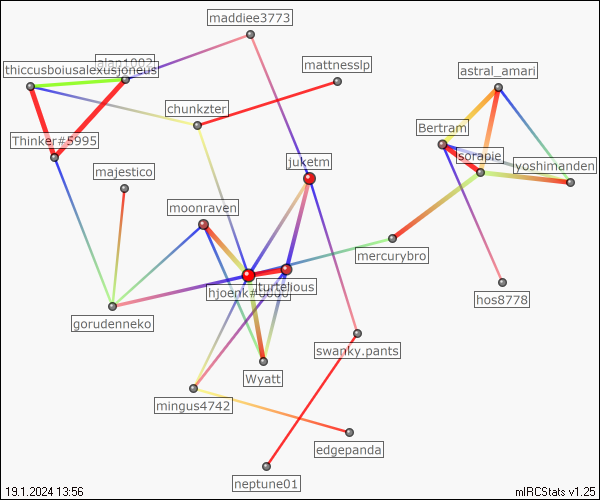 maddiee3773
alan1002
thiccusboiusalexusjoneus
mattnesslp
astral_amari
chunkzter
Bertram
Thinker#5995
sorapie
juketm
yoshimanden
majestico
moonraven
mercurybro
turtelious
hjoenk#0000
hos8778
gorudenneko
swanky.pants
Wyatt
mingus4742
edgepanda
neptune01
19.1.2024 13:56
mIRCStats v1.25